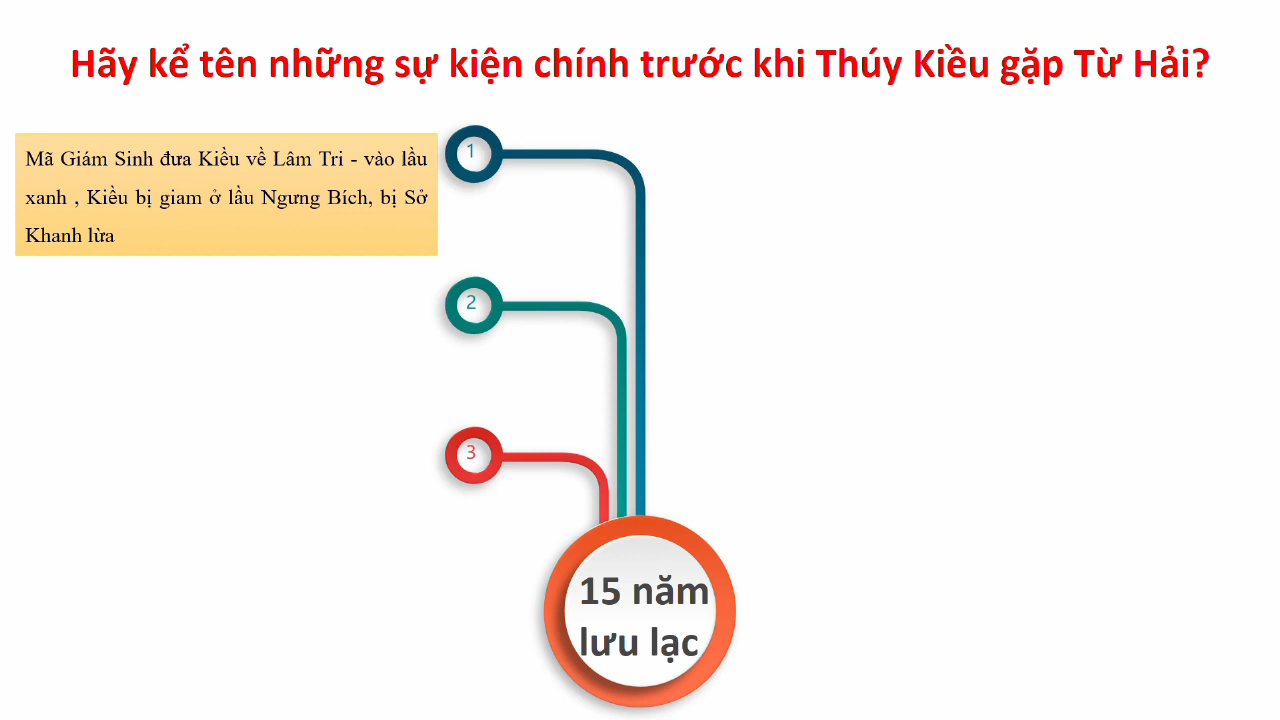 Hãy kể tên những sự kiện chính trước khi Thúy Kiều gặp Từ Hải?
Mã Giám Sinh đưa Kiều về Lâm Tri - vào lầu
xanh , Kiều bị giam ở lầu Ngưng Bích, bị Sở
Khanh lừa
1
2
3
15 năm
lưu lạc